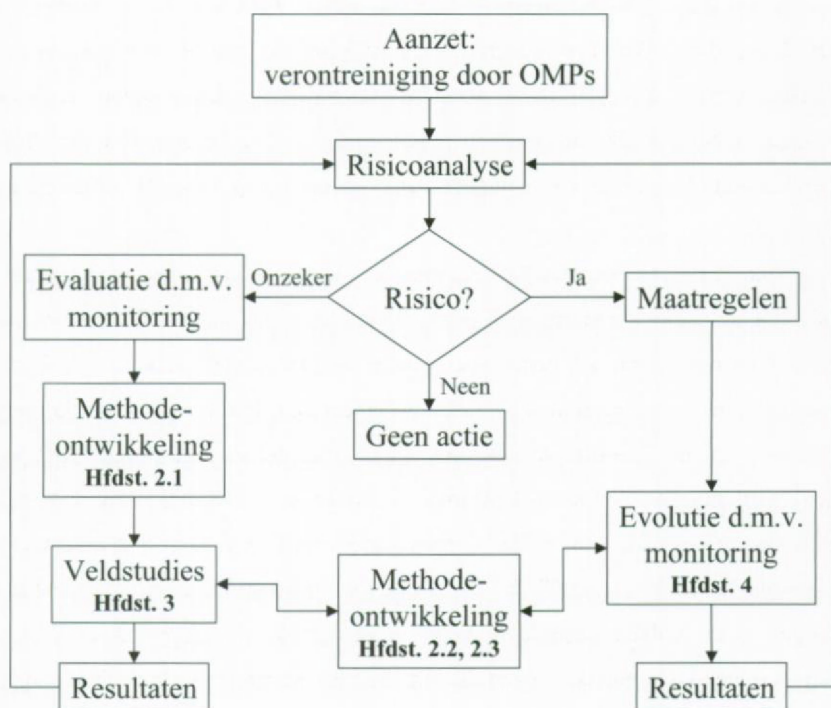 Aanzet:
verontreiniging door OMPs
Risicoanalyse
Evaluatie d.m.v.
monitoring
Onzeker
Risico?
Ja
Maatregelen
Neen
Geen actie
Methode-
ontwikkeling
Hfdst. 2.1
Veldstudies
Hfdst. 3
Methode-
ontwikkeling
Hfdst. 2.2, 2.3
Evolutie d.m.v.
monitoring
Hfdst. 4
Resultaten
Resultaten